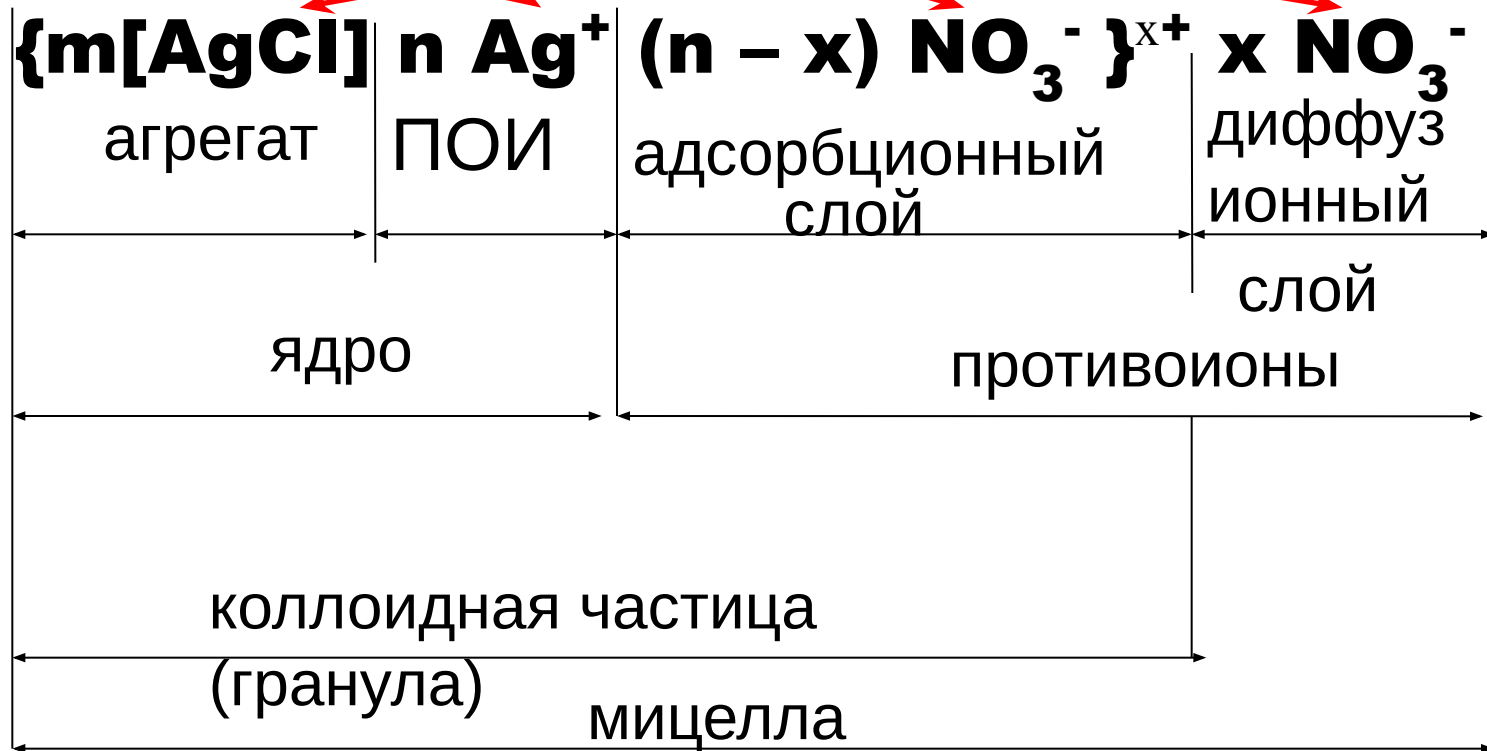 {m[AgCl] n Ag⁺ (n – x) NO₃⁻ }ˣ⁺ x NO₃⁻
агрегат
ПОИ
адсорбционный
слой
диффуз
ионный
слой
ядро
противоионы
коллоидная частица
(гранула)
мицелла